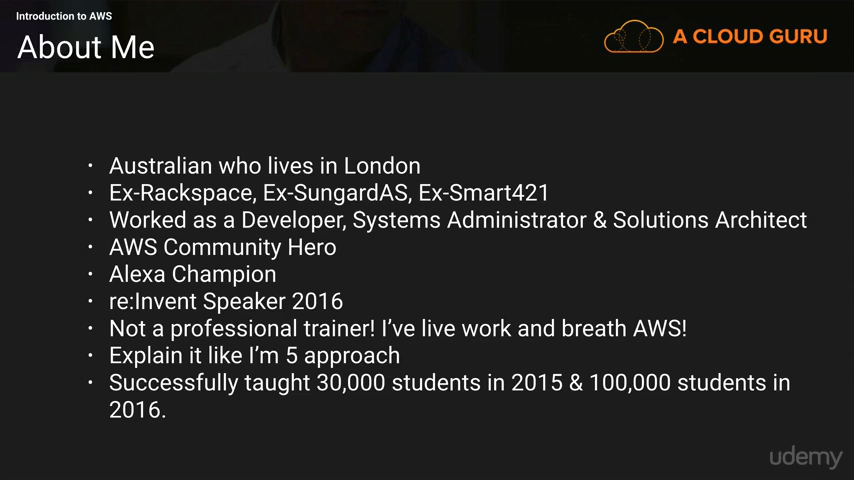 Introduction to AWS
About Me
A CLOUD GURU
• Australian who lives in London
• Ex-Rackspace, Ex-SungardAS, Ex-Smart421
• Worked as a Developer, Systems Administrator & Solutions Architect
• AWS Community Hero
• Alexa Champion
• re:Invent Speaker 2016
• Not a professional trainer! I’ve live work and breath AWS!
• Explain it like I’m 5 approach
• Successfully taught 30,000 students in 2015 & 100,000 students in
2016.
udemy